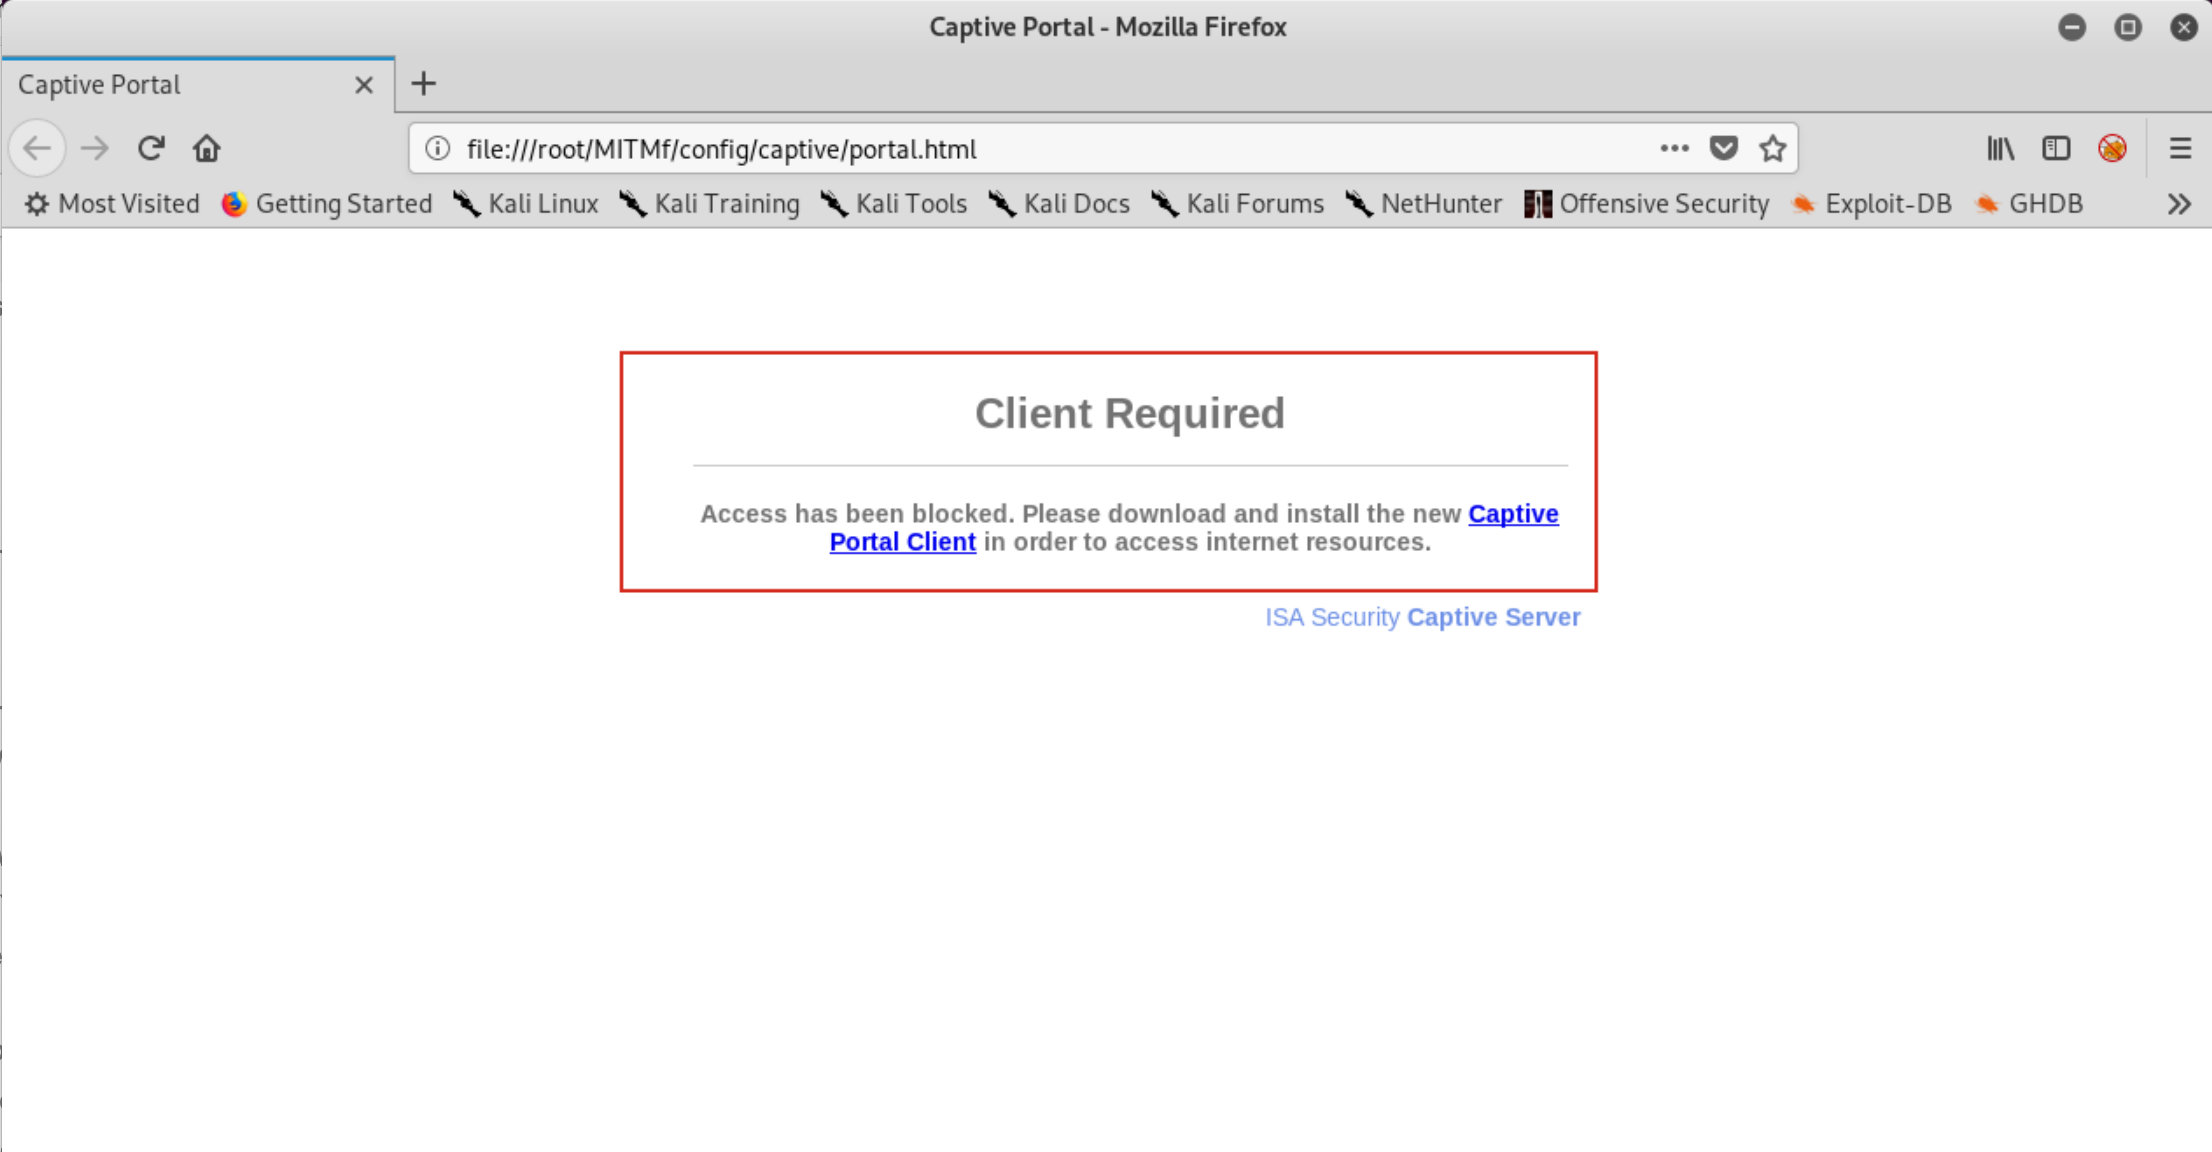 Captive Portal - Mozilla Firefox
Captive Portal
file:///root/MITMf/config/captive/portal.html
Most Visited Getting Started Kali Linux Kali Training Kali Tools Kali Docs Kali Forums NetHunter Offensive Security Exploit-DB GHDB
Client Required
Access has been blocked. Please download and install the new Captive
Portal Client in order to access internet resources.
ISA Security Captive Server